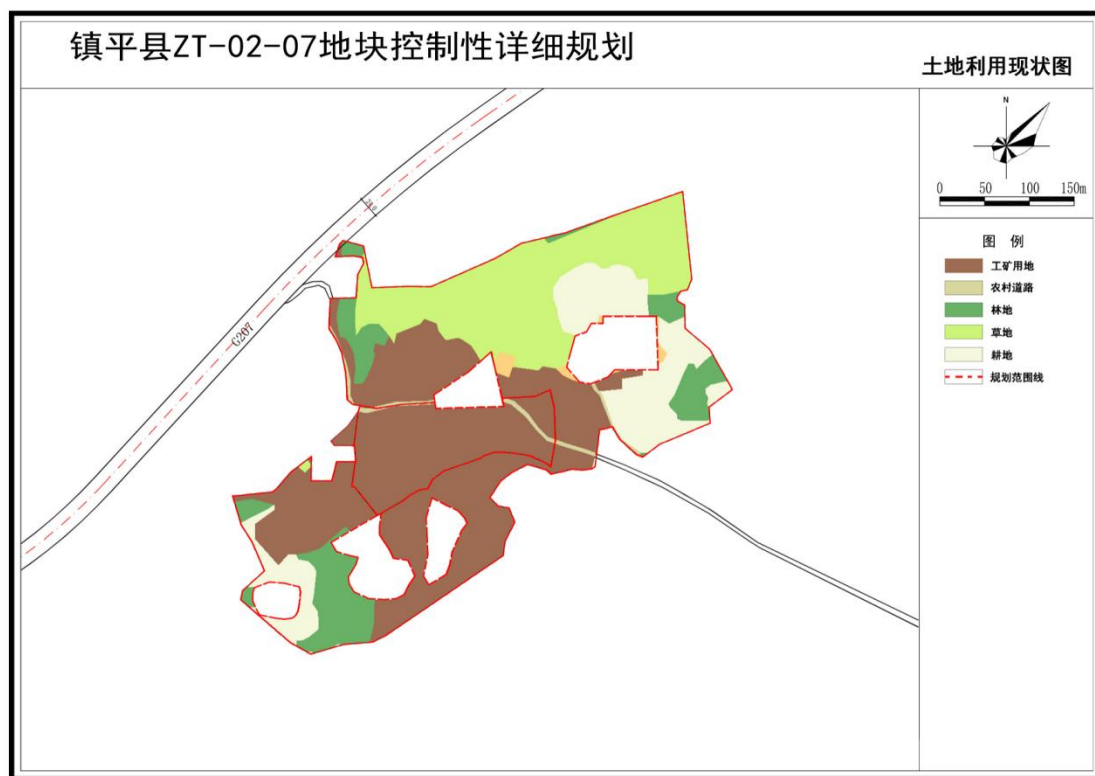 镇平县ZT-02-07地块控制性详细规划
土地利用现状图
N
0 50 100 150m
图 例
工矿用地
农村道路
林地
草地
耕地
规划范围线
G207